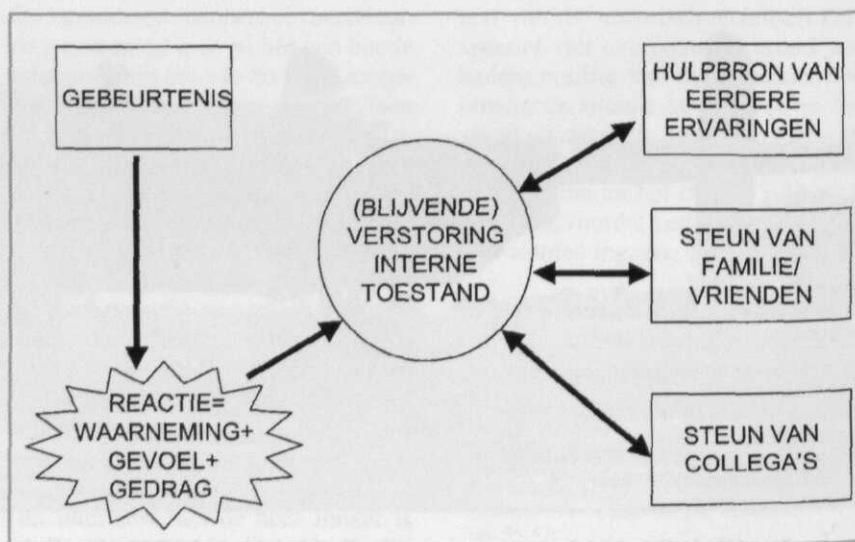 GEBEURTENIS
REACTIE=
WAARNEMING+
GEVOEL+
GEDRAG
(BLIJVENDE)
VERSTORING
INTERNE
TOESTAND
HULPBRON VAN
EERDERE
ERVARINGEN
STEUN VAN
FAMILIE/
VRIENDEN
STEUN VAN
COLLEGA'S